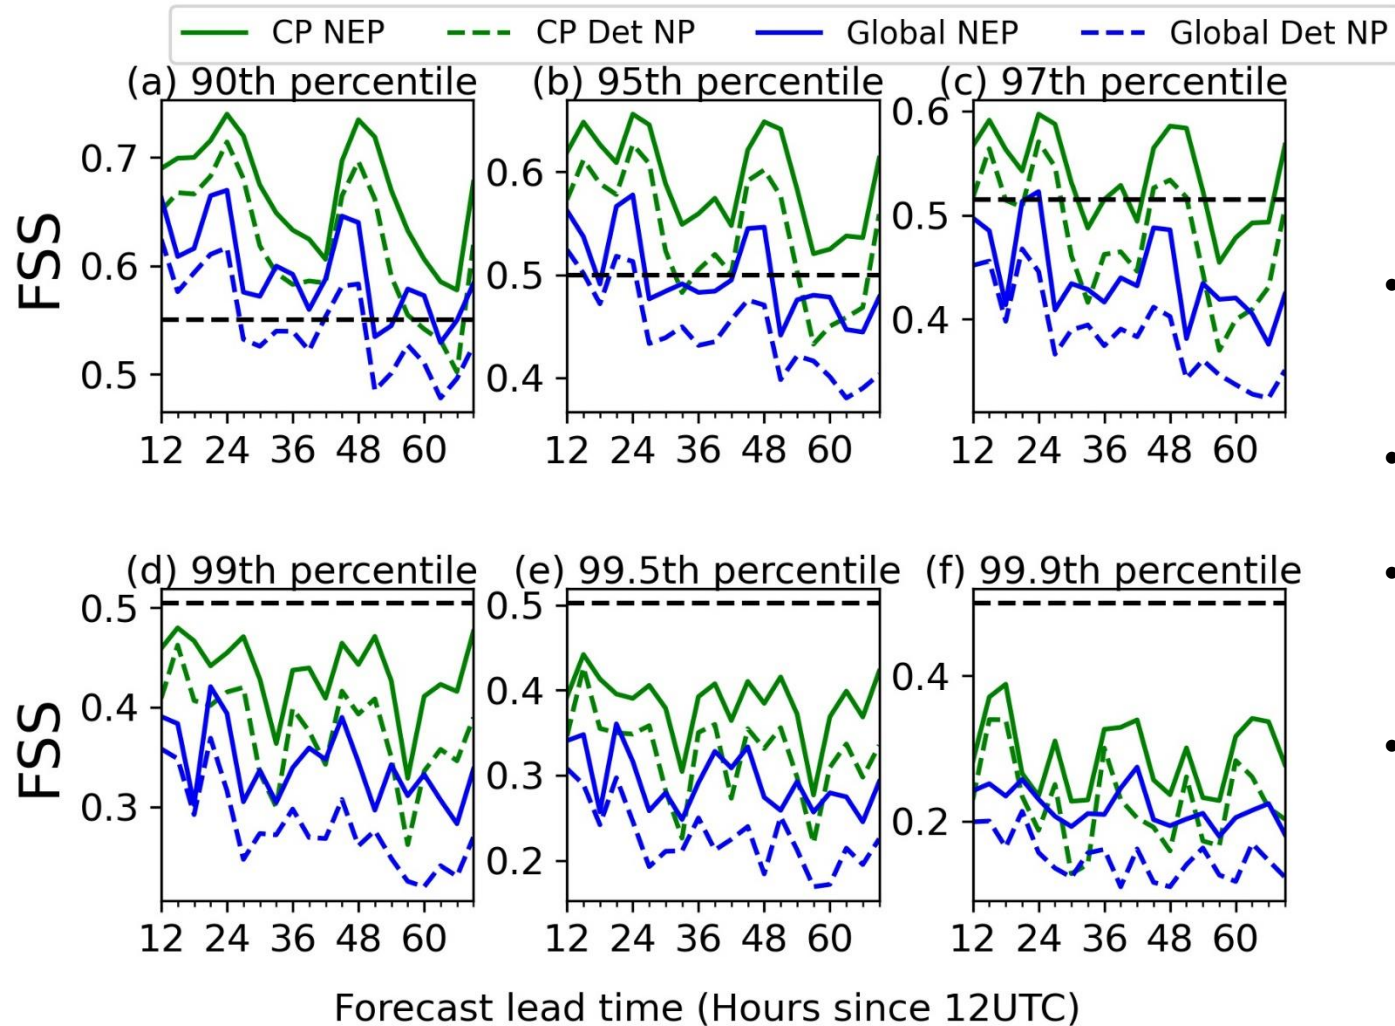 CP NEP CP Det NP Global NEP Global Det NP
(a) 90th percentile (b) 95th percentile (c) 97th percentile
FSS
0.7
0.6
0.5
0.6
0.5
0.4
0.6
0.5
0.4
12 24 36 48 60 12 24 36 48 60 12 24 36 48 60
(d) 99th percentile (e) 99.5th percentile (f) 99.9th percentile
FSS
0.5
0.4
0.3
0.5
0.4
0.3
0.2
0.4
0.2
12 24 36 48 60 12 24 36 48 60 12 24 36 48 60
Forecast lead time (Hours since 12UTC)